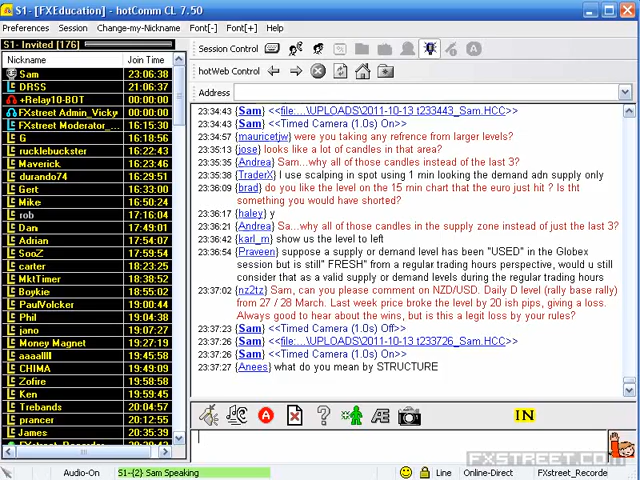 S1- [FXEducation] - hotComm CL 7.50
Preferences Session Change-my-Nickname Font[-] Font[+] Help
S1- Invited [176]
Session Control
Nickname Join Time
hotWeb Control
Address
Sam 23:06:38
DRSS 21:06:37
+Relay10-BOT 00:00:00
FXstreet Admin_Vicky 00:00:00
FXstreet Moderator_... 16:15:30
G 16:18:56
rucklebuckster 16:22:43
Maverick 16:23:46
durando74 16:29:51
Gert 16:33:00
Mike 16:50:24
rob 17:16:04
Dan 17:49:01
Adrian 17:54:07
SooZ 17:59:51
carter 18:23:25
MktTimer 18:38:52
Boykie 18:55:02
PaulVolcker 19:00:44
Phil 19:04:38
jano 19:07:27
Money Magnet 19:27:19
aaaallll 19:45:58
CHIMA 19:49:09
Zofire 19:58:58
Ken 19:59:45
Trebands 20:04:57
prancer 20:12:55
James 20:35:39
23:34:43 {Sam} <<file:...\UPLOADS\2011-10-13 t233443_Sam.HCC>>
23:34:43 {Sam} <<Timed Camera (1.0s) On>>
23:34:57 {mauricetjw} were you taking any refrence from larger levels?
23:35:13 {jose} looks like a lot of candles in that area?
23:35:35 {Andrea} Sam...why all of those candles instead of the last 3?
23:35:38 {TraderX} I use scalping in spot using 1 min looking the demand adn supply only
23:36:09 {brad} do you like the level on the 15 min chart that the euro just hit ? Is tht
something you would have shorted?
23:36:17 {haley} y
23:36:21 {Andrea} Sa...why all of those candles in the supply zone instead of just the last 3?
23:36:42 {karl_m} show us the level to left
23:36:54 {Praveen} suppose a supply or demand level has been "USED" in the Globex
session but is still" FRESH" from a regular trading hours perspective, would u still
consider that as a valid supply or demand levels during the regular trading hours
23:37:02 {nz2tz} Sam, can you please comment on NZD/USD. Daily D level (rally base rally)
from 27 / 28 March. Last week price broke the level by 20 ish pips, giving a loss.
Always good to hear about the wins, but is this a legit loss by your rules?
23:37:23 {Sam} <<Timed Camera (1.0s) Off>>
23:37:26 {Sam} <<file:...\UPLOADS\2011-10-13 t233726_Sam.HCC>>
23:37:26 {Sam} <<Timed Camera (1.0s) On>>
23:37:27 {Anees} what do you mean by STRUCTURE
IN
FXSTREET.COM
Audio-On S1-{2} Sam Speaking Line Online-Direct FXstreet_Recorde